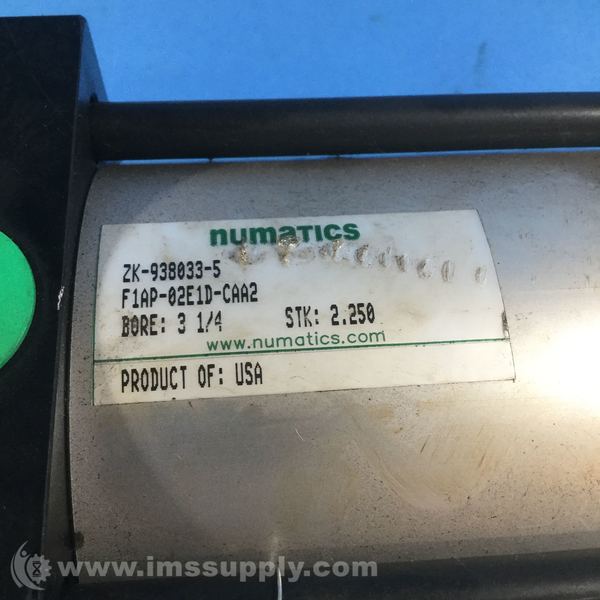 numatics
ZK-938033-5
F1AP-02E1D-CAA2
BORE: 3 1/4 STK: 2.250
www.numatics.com
PRODUCT OF: USA
www.imssupply.com